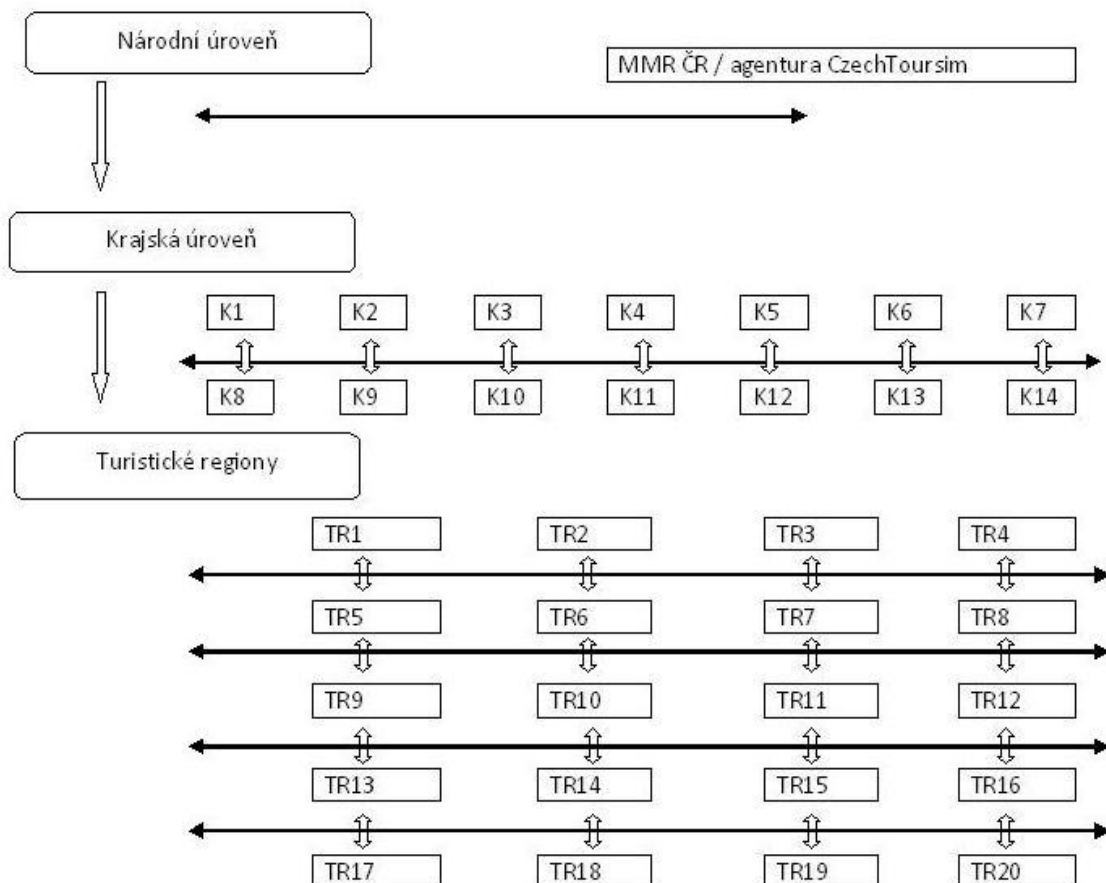 Národní úroveň
MMR ČR / agentura CzechToursim
Krajská úroveň
K1 K2 K3 K4 K5 K6 K7
K8 K9 K10 K11 K12 K13 K14
Turistické regiony
TR1 TR2 TR3 TR4
TR5 TR6 TR7 TR8
TR9 TR10 TR11 TR12
TR13 TR14 TR15 TR16
TR17 TR18 TR19 TR20